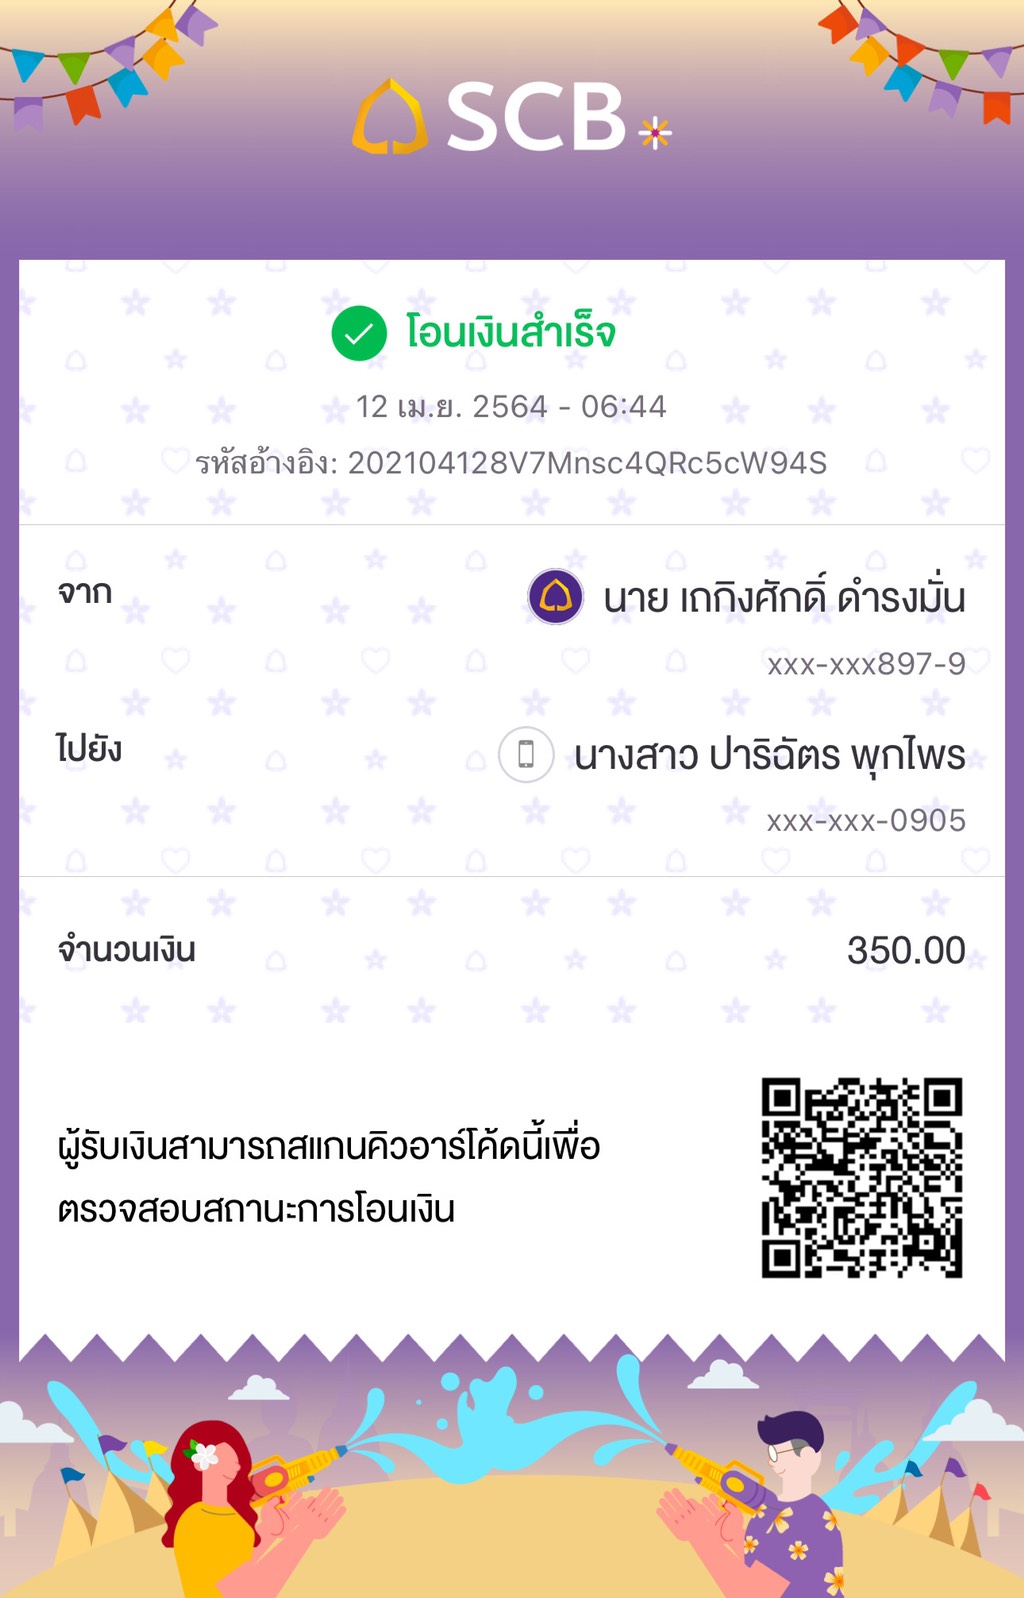 SCB
โอนเงินสำเร็จ
12 เม.ย. 2564 - 06:44
รหัสอ้างอิง: 202104128V7Mnsc4QRc5cW94S
จาก
นาย เถกิงศักดิ์ ดำรงมั่น
xxx-xxx897-9
ไปยัง
นางสาว ปาริฉัตร พุกไพร
xxx-xxx-0905
จำนวนเงิน
350.00
ผู้รับเงินสามารถสแกนคิวอาร์โค้ดนี้เพื่อ
ตรวจสอบสถานะการโอนเงิน